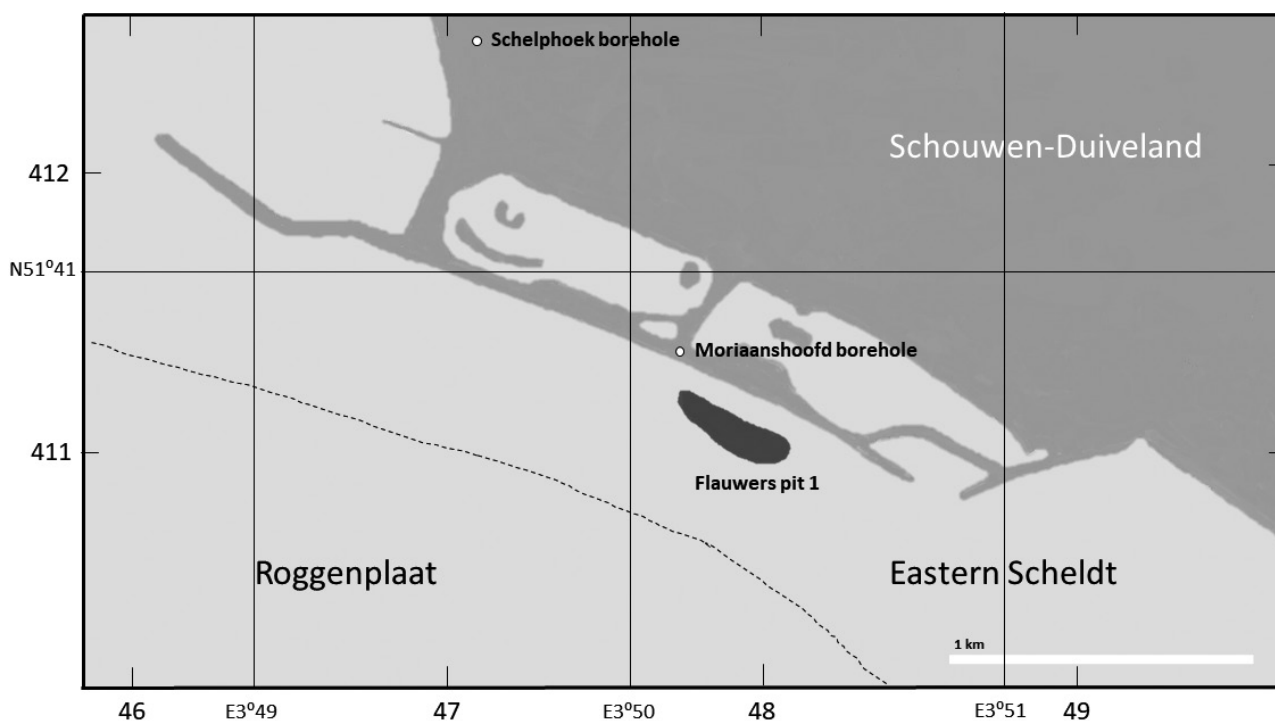 Schelphoek borehole
Schouwen-Duiveland
412
N51°41
Moriaanshoofd borehole
411
Flauwers pit 1
Roggenplaat
Eastern Scheldt
1 km
46
E3°49
47
E3°50
48
E3°51
49